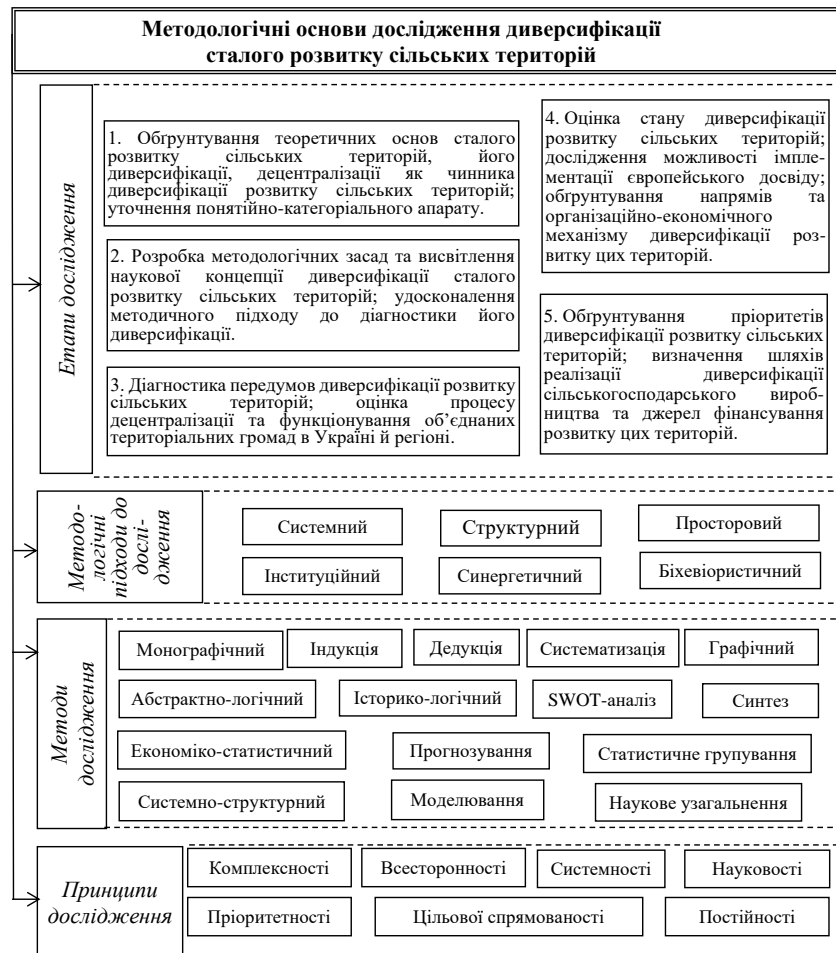 Методологічні основи дослідження диверсифікації
сталого розвитку сільських територій
Етапи дослідження
1. Обґрунтування теоретичних основ сталого
розвитку сільських територій, його
диверсифікації, децентралізації як чинника
диверсифікації розвитку сільських територій;
уточнення понятійно-категоріального апарату.
2. Розробка методологічних засад та висвітлення
наукової концепції диверсифікації сталого
розвитку сільських територій; удосконалення
методичного підходу до діагностики його
диверсифікації.
3. Діагностика передумов диверсифікації розвитку
сільських територій; оцінка процесу
децентралізації та функціонування об’єднаних
територіальних громад в Україні й регіоні.
4. Оцінка стану диверсифікації
розвитку сільських територій;
дослідження можливості імпле-
ментації європейського досвіду;
обґрунтування напрямів та
організаційно-економічного
механізму диверсифікації роз-
витку цих територій.
5. Обґрунтування пріоритетів
диверсифікації розвитку сільських
територій; визначення шляхів
реалізації диверсифікації
сільськогосподарського вироб-
ництва та джерел фінансування
розвитку цих територій.
Методо-
логічні
підходи до
дослі-
дження
Системний
Структурний
Просторовий
Інституційний
Синергетичний
Біхевіористичний
Методи
дослідження
Монографічний
Індукція
Дедукція
Систематизація
Графічний
Абстрактно-логічний
Історико-логічний
SWOT-аналіз
Синтез
Економіко-статистичний
Прогнозування
Статистичне групування
Системно-структурний
Моделювання
Наукове узагальнення
Принципи
дослідження
Комплексності
Всесторонності
Системності
Науковості
Пріоритетності
Цільової спрямованості
Постійності